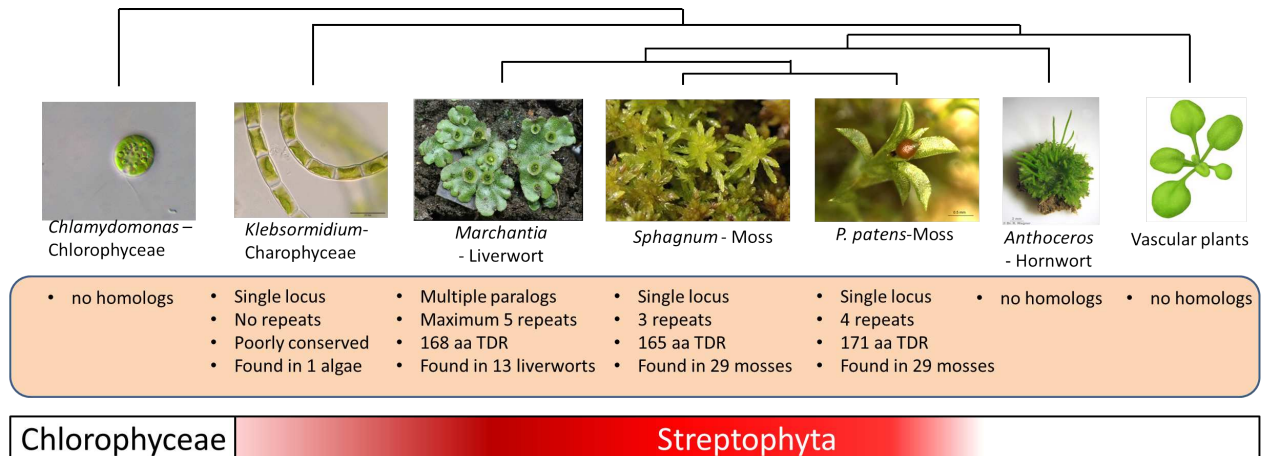 Chlamydomonas –
Chlorophyceae
Klebsormidium-
Charophyceae
Marchantia
- Liverwort
Sphagnum - Moss
P. patens-Moss
Anthoceros
- Hornwort
Vascular plants
• no homologs
• Single locus
• No repeats
• Poorly conserved
• Found in 1 algae
• Multiple paralogs
• Maximum 5 repeats
• 168 aa TDR
• Found in 13 liverworts
• Single locus
• 3 repeats
• 165 aa TDR
• Found in 29 mosses
• Single locus
• 4 repeats
• 171 aa TDR
• Found in 29 mosses
• no homologs
• no homologs
Chlorophyceae
Streptophyta